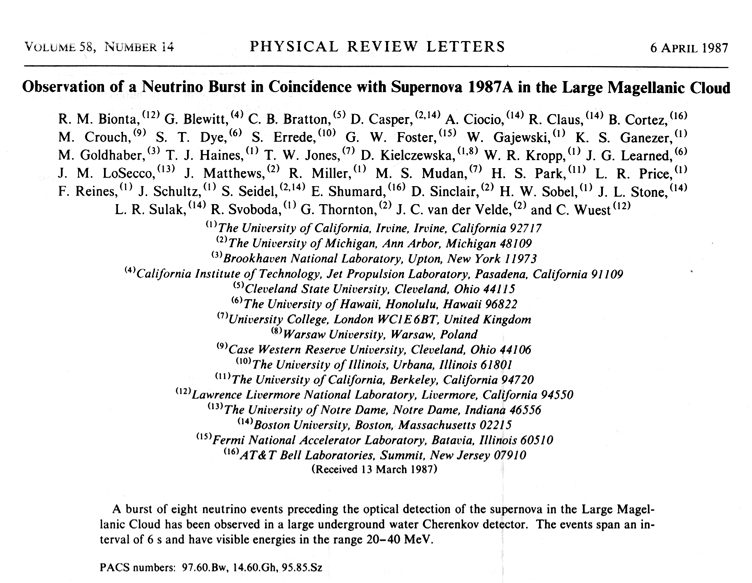 VOLUME 58, NUMBER 14 PHYSICAL REVIEW LETTERS 6 APRIL 1987
Observation of a Neutrino Burst in Coincidence with Supernova 1987A in the Large Magellanic Cloud
R. M. Bionta,(12) G. Blewitt,(4) C. B. Bratton,(5) D. Casper,(2,14) A. Ciocio,(14) R. Claus,(14) B. Cortez,(16)
M. Crouch,(9) S. T. Dye,(6) S. Errede,(10) G. W. Foster,(15) W. Gajewski,(1) K. S. Ganezer,(1)
M. Goldhaber,(3) T. J. Haines,(1) T. W. Jones,(7) D. Kielczewska,(1,8) W. R. Kropp,(1) J. G. Learned,(6)
J. M. LoSecco,(13) J. Matthews,(2) R. Miller,(1) M. S. Mudan,(7) H. S. Park,(11) L. R. Price,(1)
F. Reines,(1) J. Schultz,(1) S. Seidel,(2,14) E. Shumard,(16) D. Sinclair,(2) H. W. Sobel,(1) J. L. Stone,(14)
L. R. Sulak,(14) R. Svoboda,(1) G. Thornton,(2) J. C. van der Velde,(2) and C. Wuest(12)
(1)The University of California, Irvine, Irvine, California 92717
(2)The University of Michigan, Ann Arbor, Michigan 48109
(3)Brookhaven National Laboratory, Upton, New York 11973
(4)California Institute of Technology, Jet Propulsion Laboratory, Pasadena, California 91109
(5)Cleveland State University, Cleveland, Ohio 44115
(6)The University of Hawaii, Honolulu, Hawaii 96822
(7)University College, London WC1E6BT, United Kingdom
(8)Warsaw University, Warsaw, Poland
(9)Case Western Reserve University, Cleveland, Ohio 44106
(10)The University of Illinois, Urbana, Illinois 61801
(11)The University of California, Berkeley, California 94720
(12)Lawrence Livermore National Laboratory, Livermore, California 94550
(13)The University of Notre Dame, Notre Dame, Indiana 46556
(14)Boston University, Boston, Massachusetts 02215
(15)Fermi National Accelerator Laboratory, Batavia, Illinois 60510
(16)AT&T Bell Laboratories, Summit, New Jersey 07910
(Received 13 March 1987)
A burst of eight neutrino events preceding the optical detection of the supernova in the Large Magel-
lanic Cloud has been observed in a large underground water Cherenkov detector. The events span an in-
terval of 6 s and have visible energies in the range 20–40 MeV.
PACS numbers: 97.60.Bw, 14.60.Gh, 95.85.Sz